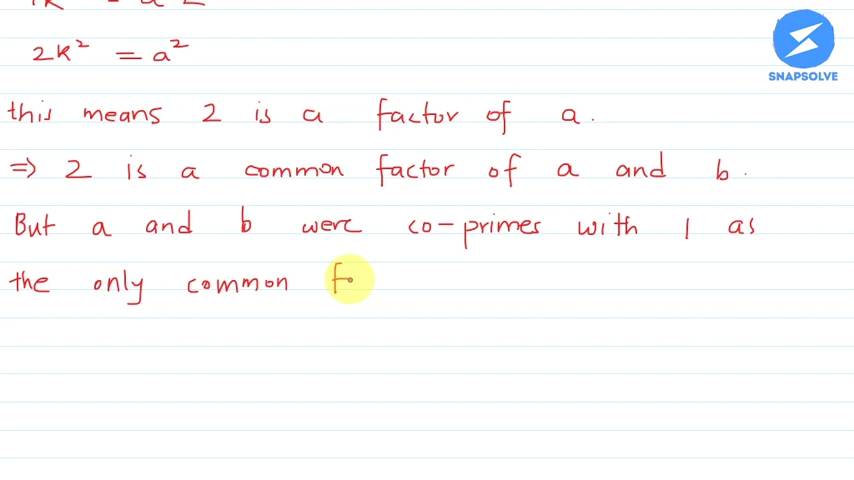 2K² = a²
SNAPSOLVE
this means 2 is a factor of a.
⇒ 2 is a common factor of a and b.
But a and b were co-primes with 1 as
the only common